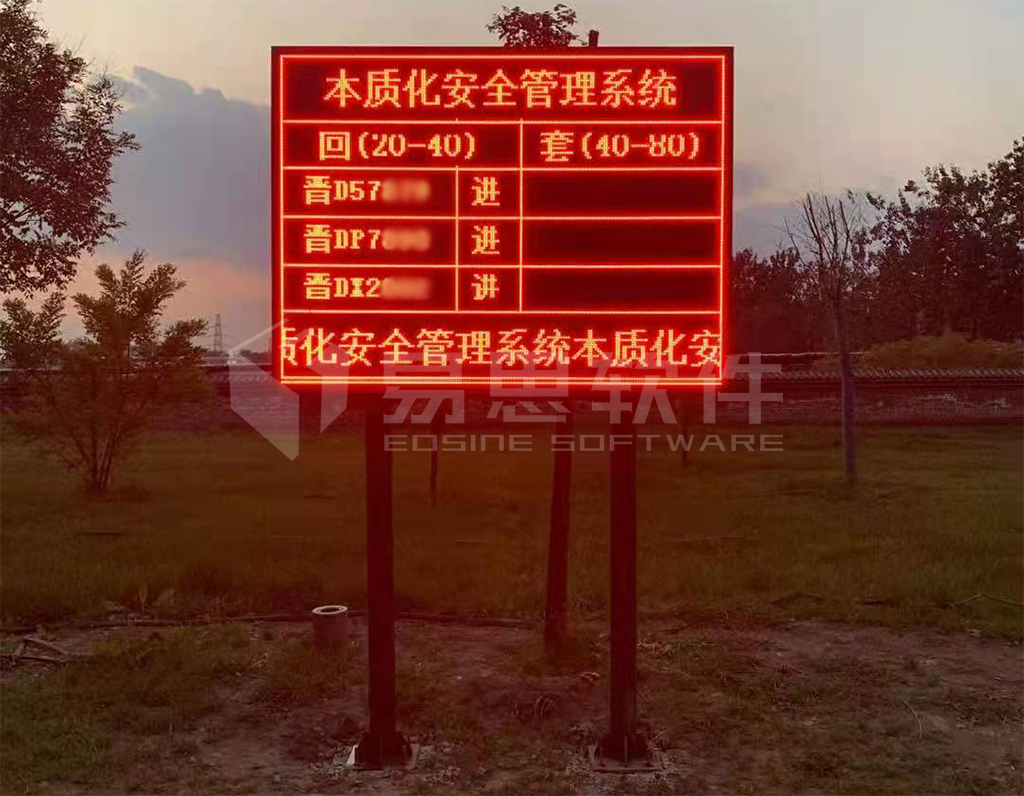 本质化安全管理系统
回(20-40) 套(40-80)
晋D57 进
晋DP7 进
晋DX2 进
质化安全管理系统本质化安
易思软件
EOSINE SOFTWARE